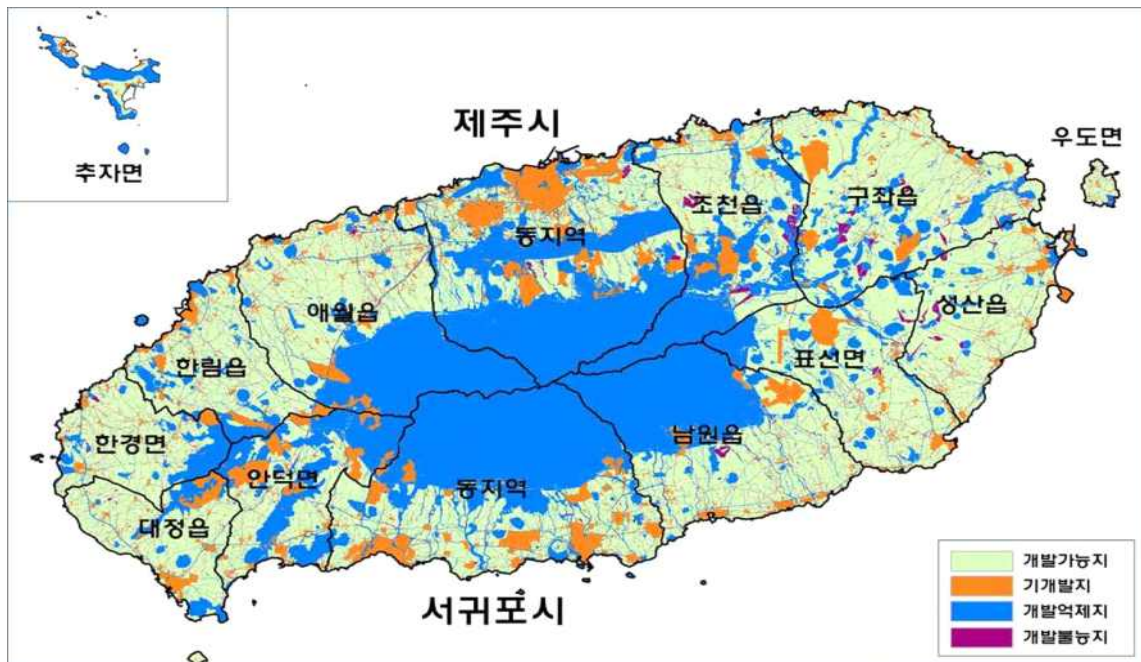 추자면
제주시
우도면
구좌읍
조천읍
동지역
성산읍
애월읍
표선면
한림읍
남원읍
한경면
안덕면
동지역
대정읍
서귀포시
개발가능지
기개발지
개발억제지
개발불능지